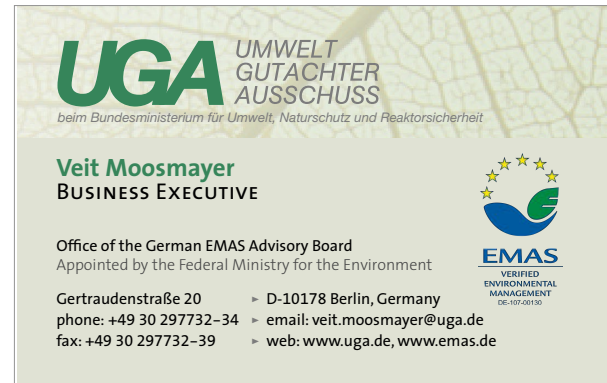 UGA
UMWELT
GUTACHTER
AUSSCHUSS
beim Bundesministerium für Umwelt, Naturschutz und Reaktorsicherheit
Veit Moosmayer
BUSINESS EXECUTIVE
Office of the German EMAS Advisory Board
Appointed by the Federal Ministry for the Environment
Gertraudenstraße 20 ► D-10178 Berlin, Germany
phone: +49 30 297732–34 ► email: veit.moosmayer@uga.de
fax: +49 30 297732–39 ► web: www.uga.de, www.emas.de
EMAS
VERIFIED
ENVIRONMENTAL
MANAGEMENT
DE-107-00130